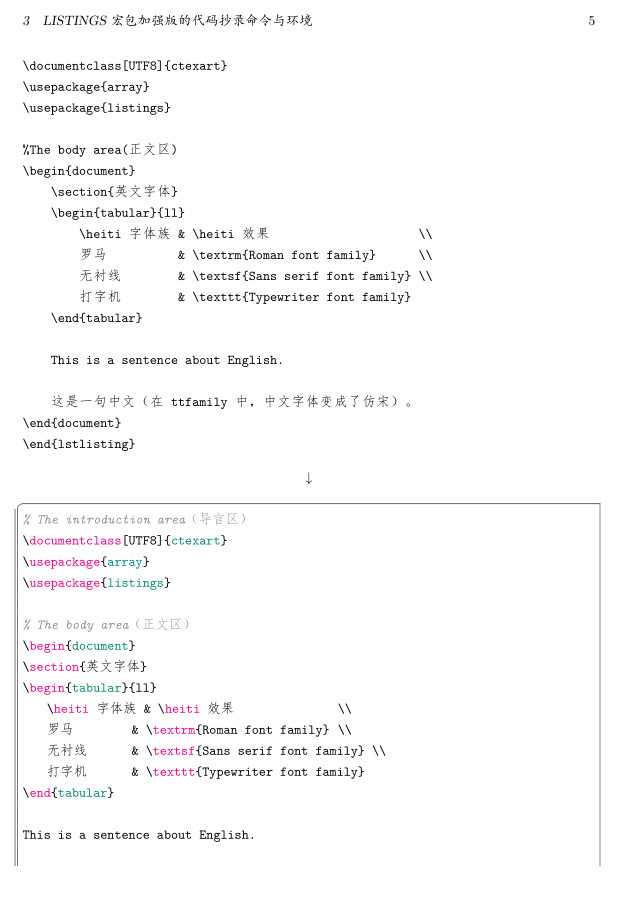 3 LISTINGS 宏包加强版的代码抄录命令与环境 5
\documentclass[UTF8]{ctexart}
\usepackage{array}
\usepackage{listings}
%The body area(正文区)
\begin{document}
\section{英文字体}
\begin{tabular}{ll}
\heiti 字体族 & \heiti 效果 \\
罗马 & \textrm{Roman font family} \\
无衬线 & \textsf{Sans serif font family} \\
打字机 & \texttt{Typewriter font family}
\end{tabular}
This is a sentence about English.
这是一句中文（在 ttfamily 中，中文字体变成了仿宋）。
\end{document}
\end{lstlisting}
↓
% The introduction area（导言区）
\documentclass[UTF8]{ctexart}
\usepackage{array}
\usepackage{listings}
% The body area（正文区）
\begin{document}
\section{英文字体}
\begin{tabular}{ll}
\heiti 字体族 & \heiti 效果 \\
罗马 & \textrm{Roman font family} \\
无衬线 & \textsf{Sans serif font family} \\
打字机 & \texttt{Typewriter font family}
\end{tabular}
This is a sentence about English.